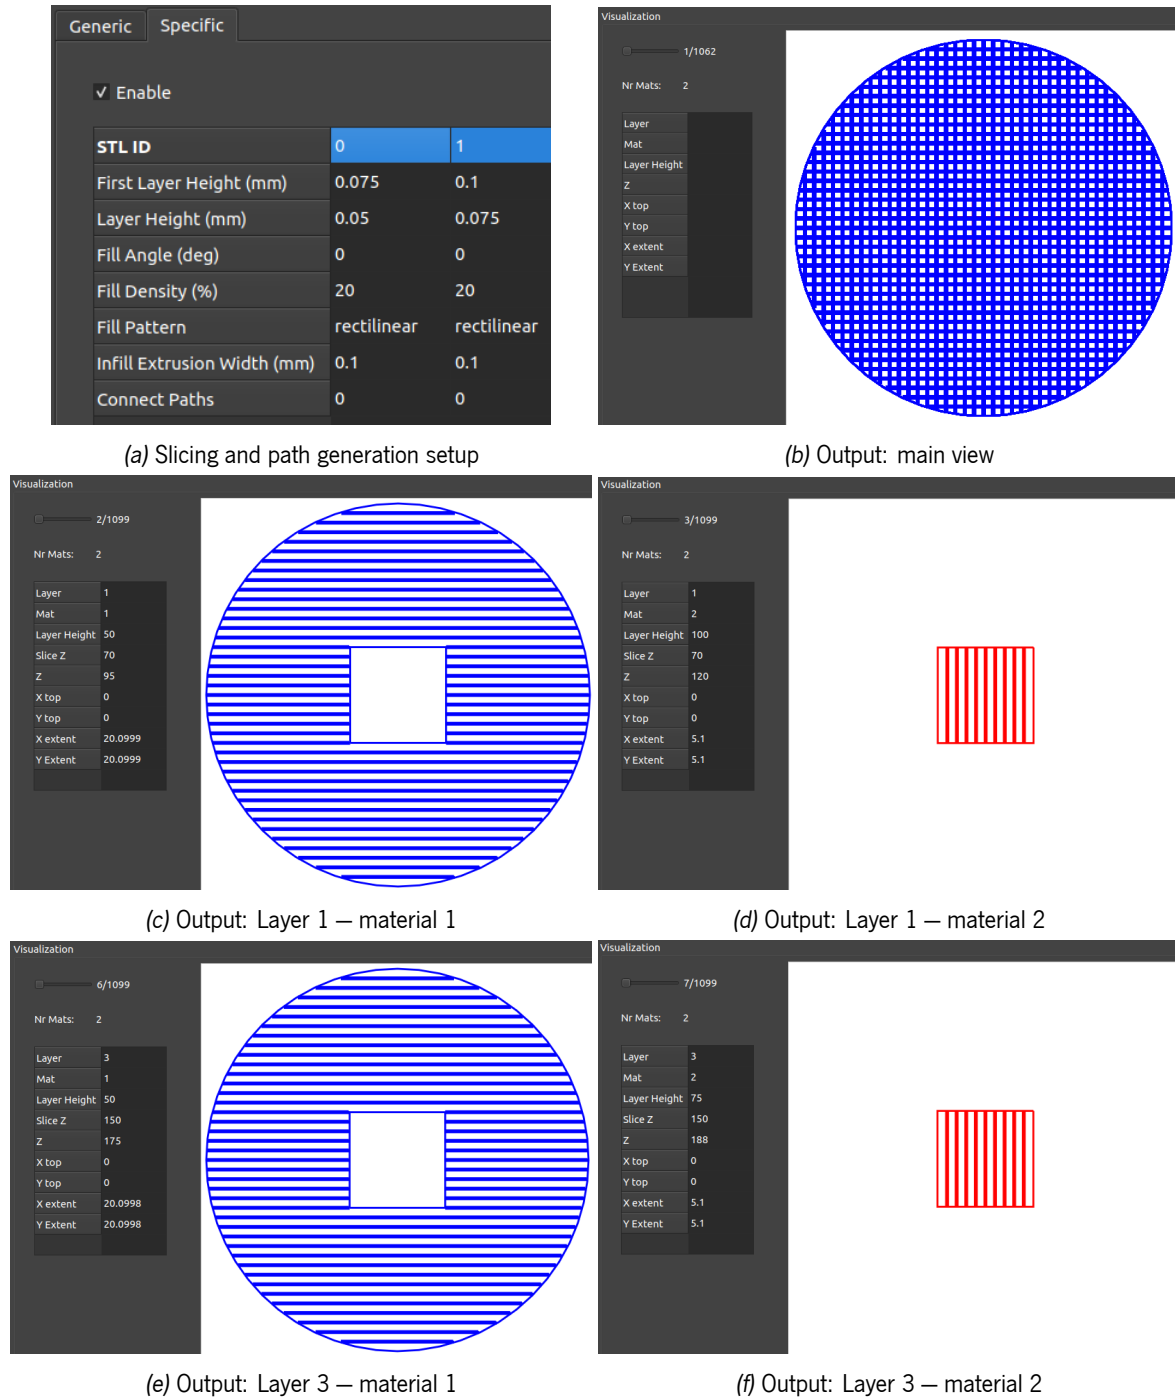 Generic Specific
Enable
STL ID 0 1
First Layer Height (mm) 0.075 0.1
Layer Height (mm) 0.05 0.075
Fill Angle (deg) 0 0
Fill Density (%) 20 20
Fill Pattern rectilinear rectilinear
Infill Extrusion Width (mm) 0.1 0.1
Connect Paths 0 0
(a) Slicing and path generation setup
Visualization
1/1062
Nr Mats: 2
Layer
Mat
Layer Height
Z
X top
Y top
X extent
Y Extent
(b) Output: main view
Visualization
2/1099
Nr Mats: 2
Layer 1
Mat 1
Layer Height 50
Slice Z 70
Z 95
X top 0
Y top 0
X extent 20.0999
Y Extent 20.0999
(c) Output: Layer 1 — material 1
Visualization
3/1099
Nr Mats: 2
Layer 1
Mat 2
Layer Height 100
Slice Z 70
Z 120
X top 0
Y top 0
X extent 5.1
Y Extent 5.1
(d) Output: Layer 1 — material 2
Visualization
6/1099
Nr Mats: 2
Layer 3
Mat 1
Layer Height 50
Slice Z 150
Z 175
X top 0
Y top 0
X extent 20.0998
Y Extent 20.0998
(e) Output: Layer 3 — material 1
Visualization
7/1099
Nr Mats: 2
Layer 3
Mat 2
Layer Height 75
Slice Z 150
Z 188
X top 0
Y top 0
X extent 5.1
Y Extent 5.1
(f) Output: Layer 3 — material 2